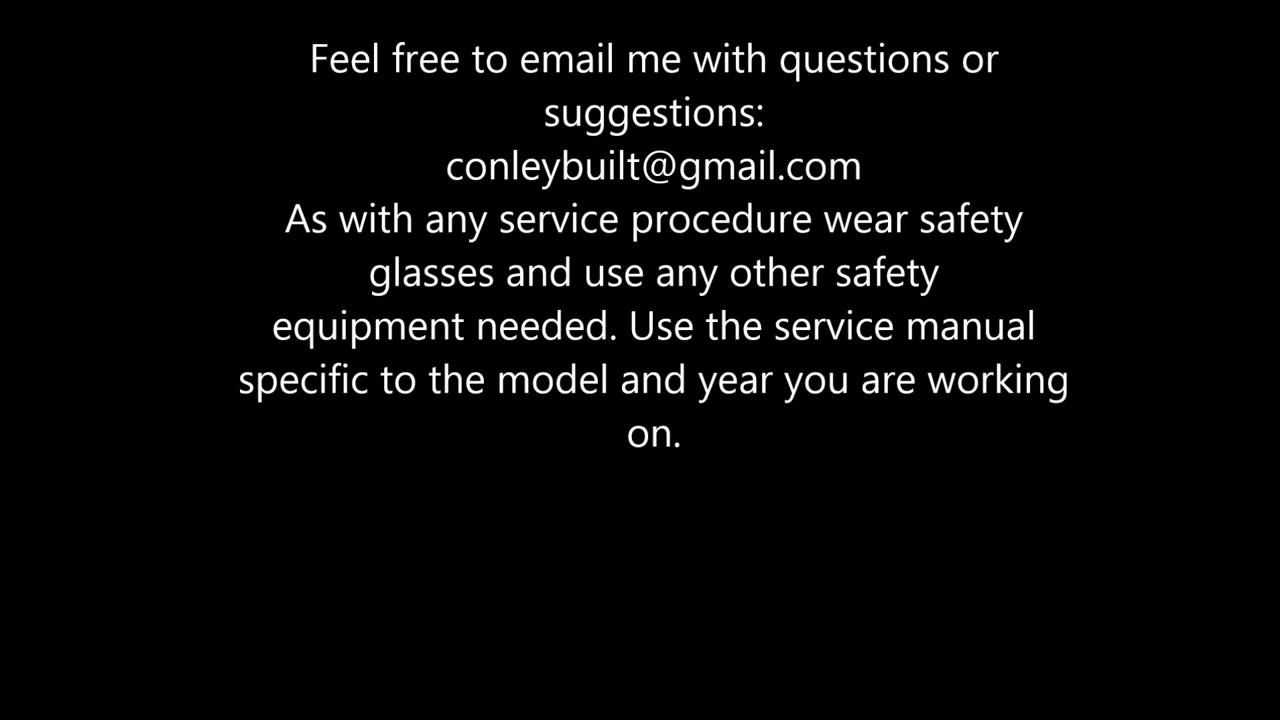 Feel free to email me with questions or
suggestions:
conleybuilt@gmail.com
As with any service procedure wear safety
glasses and use any other safety
equipment needed. Use the service manual
specific to the model and year you are working
on.